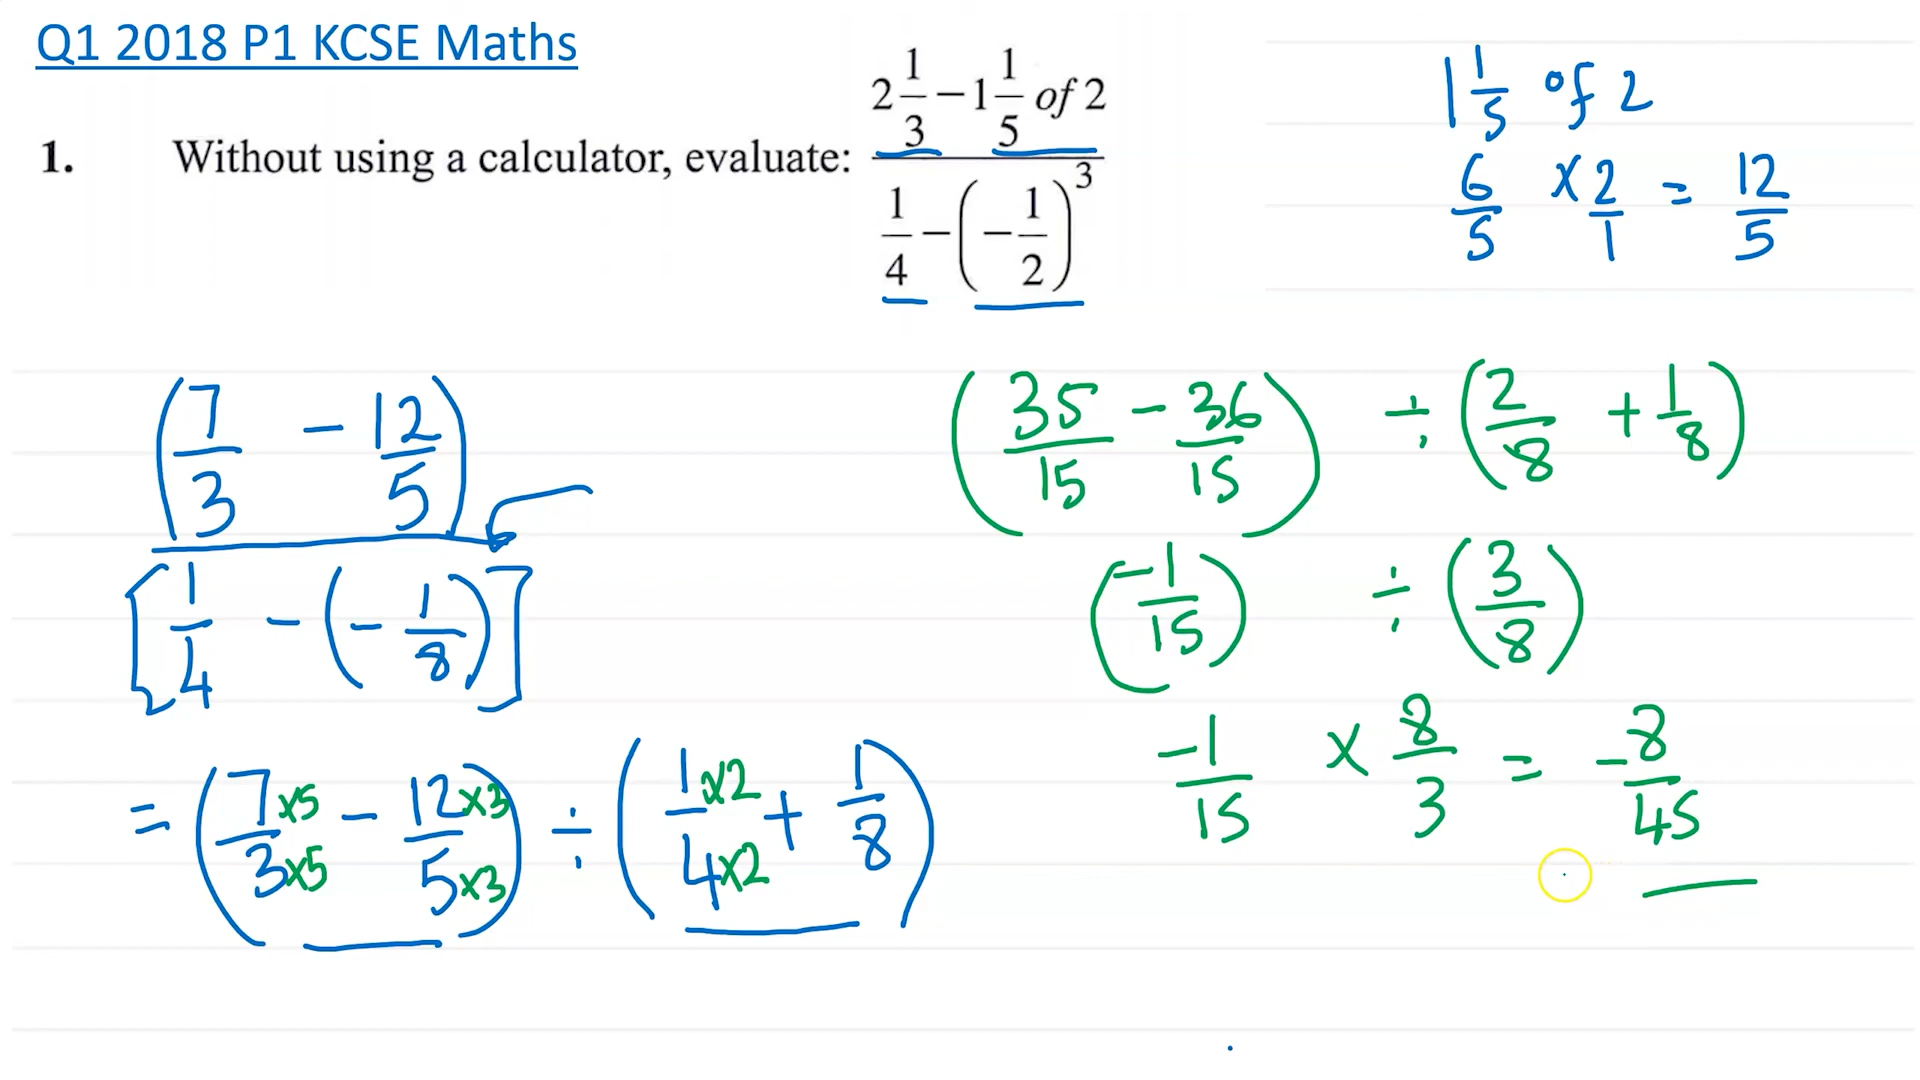 Q1 2018 P1 KCSE Maths
1. Without using a calculator, evaluate: (2 1/3 − 1 1/5 of 2) / (1/4 − (−1/2)^3)
1 1/5 of 2
6/5 × 2/1 = 12/5
(7/3 − 12/5) / [1/4 − (−1/8)]
= (7×5/3×5 − 12×3/5×3) ÷ (1×2/4×2 + 1/8)
(35/15 − 36/15) ÷ (2/8 + 1/8)
(−1/15) ÷ (3/8)
−1/15 × 8/3 = −8/45